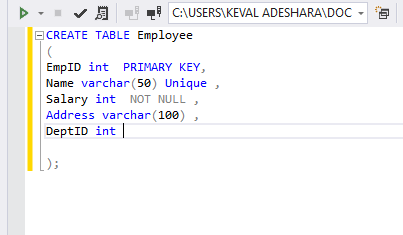 C:\USERS\KEVAL ADESHARA\DOC
CREATE TABLE Employee
(
EmpID int  PRIMARY KEY,
Name varchar(50) Unique ,
Salary int  NOT NULL ,
Address varchar(100) ,
DeptID int
);